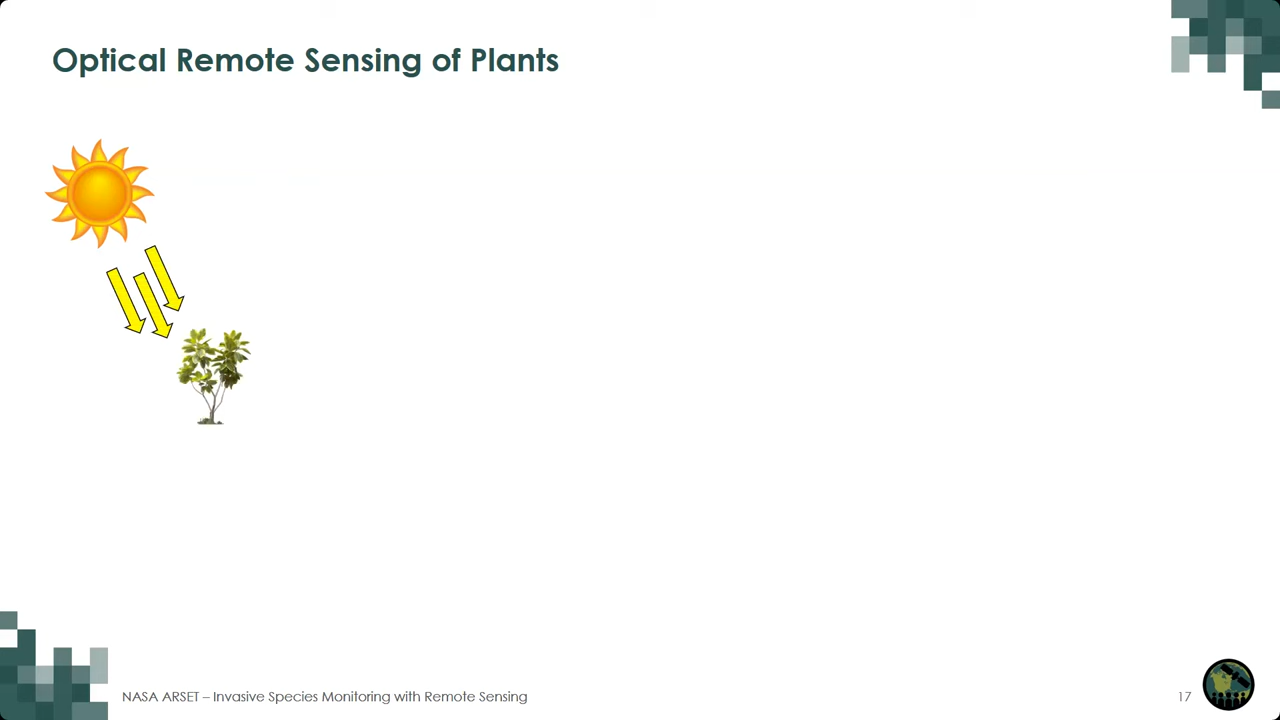 Optical Remote Sensing of Plants
NASA ARSET – Invasive Species Monitoring with Remote Sensing
17